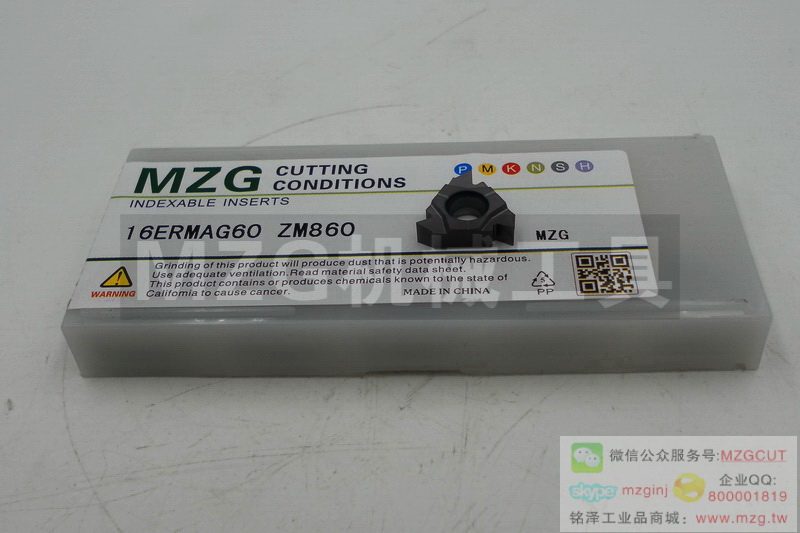 MZG CUTTING CONDITIONS
P M K N S H
INDEXABLE INSERTS
16ERMAG60 ZM860
MZG
MZG机械工具
Grinding of this product will produce dust that is potentially hazardous.
Use adequate ventilation.Read material safety data sheet.
This product contains or produces chemicals known to the state of
California to cause cancer.
WARNING
MADE IN CHINA
5
PP
微信公众服务号:MZGCUT
企业QQ:
skype mzginj 800001819
铭泽工业品商城: www.mzg.tw